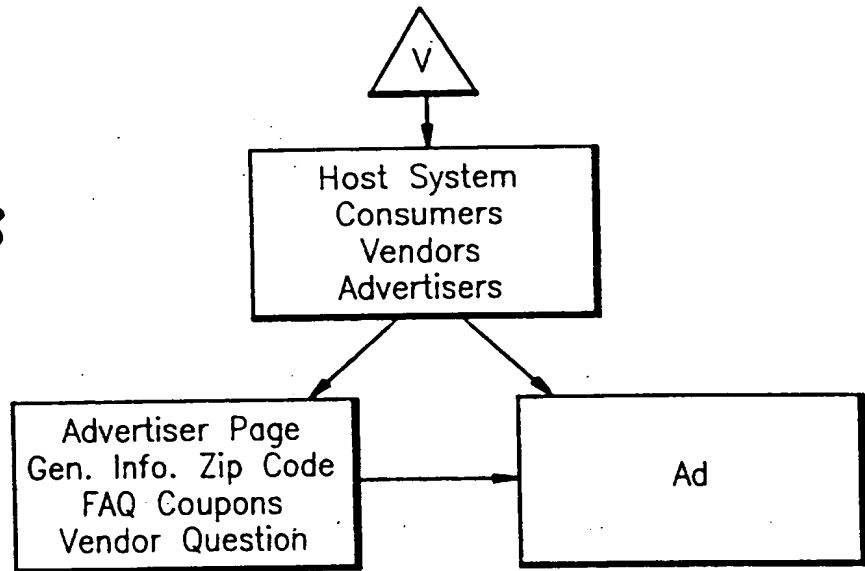 V
Host System
Consumers
Vendors
Advertisers
Advertiser Page
Gen. Info. Zip Code
FAQ Coupons
Vendor Question
Ad